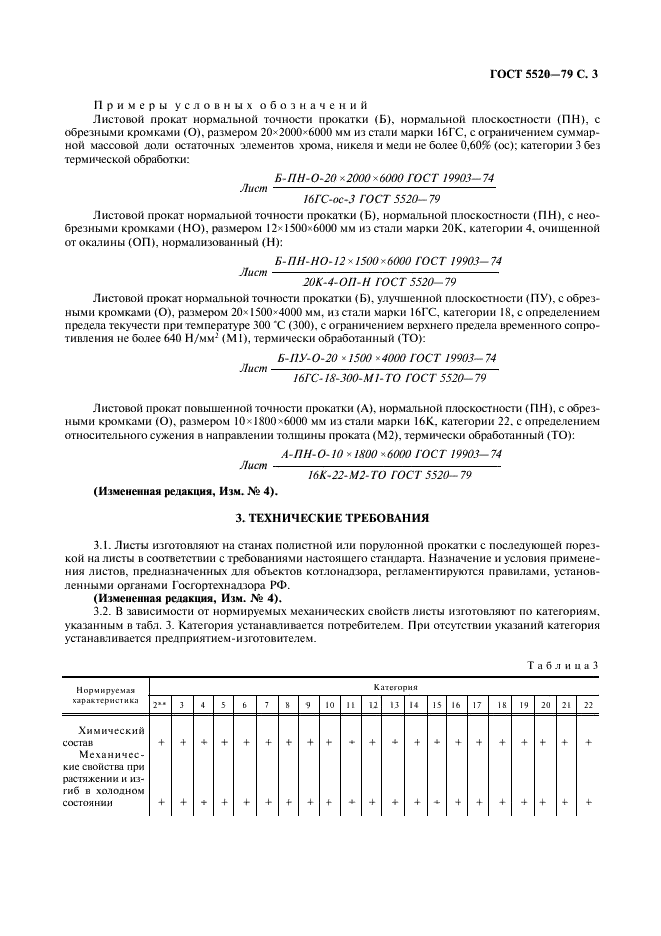 ГОСТ 5520—79 С. 3
Примеры условных обозначений
Листовой прокат нормальной точности прокатки (Б), нормальной плоскостности (ПН), с
обрезными кромками (О), размером 20×2000×6000 мм из стали марки 16ГС, с ограничением суммар-
ной массовой доли остаточных элементов хрома, никеля и меди не более 0,60% (ос); категории 3 без
термической обработки:
Лист Б-ПН-О-20 ×2000 ×6000 ГОСТ 19903—74
16ГС-ос-3 ГОСТ 5520—79
Листовой прокат нормальной точности прокатки (Б), нормальной плоскостности (ПН), с нео-
брезными кромками (НО), размером 12×1500×6000 мм из стали марки 20К, категории 4, очищенной
от окалины (ОП), нормализованный (Н):
Лист Б-ПН-НО-12 ×1500 ×6000 ГОСТ 19903—74
20К-4-ОП-Н ГОСТ 5520—79
Листовой прокат нормальной точности прокатки (Б), улучшенной плоскостности (ПУ), с обрез-
ными кромками (О), размером 20×1500×4000 мм, из стали марки 16ГС, категории 18, с определением
предела текучести при температуре 300 °С (300), с ограничением верхнего предела временного сопро-
тивления не более 640 Н/мм² (М1), термически обработанный (ТО):
Лист Б-ПУ-О-20 ×1500 ×4000 ГОСТ 19903—74
16ГС-18-300-М1-ТО ГОСТ 5520—79
Листовой прокат повышенной точности прокатки (А), нормальной плоскостности (ПН), с обрез-
ными кромками (О), размером 10×1800×6000 мм из стали марки 16К, категории 22, с определением
относительного сужения в направлении толщины проката (М2), термически обработанный (ТО):
Лист А-ПН-О-10 ×1800 ×6000 ГОСТ 19903—74
16К-22-М2-ТО ГОСТ 5520—79
(Измененная редакция, Изм. № 4).
3. ТЕХНИЧЕСКИЕ ТРЕБОВАНИЯ
3.1. Листы изготовляют на станах полистной или порулонной прокатки с последующей порез-
кой на листы в соответствии с требованиями настоящего стандарта. Назначение и условия примене-
ния листов, предназначенных для объектов котлонадзора, регламентируются правилами, установ-
ленными органами Госгортехнадзора РФ.
(Измененная редакция, Изм. № 4).
3.2. В зависимости от нормируемых механических свойств листы изготовляют по категориям,
указанным в табл. 3. Категория устанавливается потребителем. При отсутствии указаний категория
устанавливается предприятием-изготовителем.
Таблица 3
Нормируемая характеристика
Категория
2** 3 4 5 6 7 8 9 10 11 12 13 14 15 16 17 18 19 20 21 22
Химический
состав + + + + + + + + + + + + + + + + + + + + +
Механичес-
кие свойства при
растяжении и из-
гиб в холодном
состоянии + + + + + + + + + + + + + + + + + + + + +